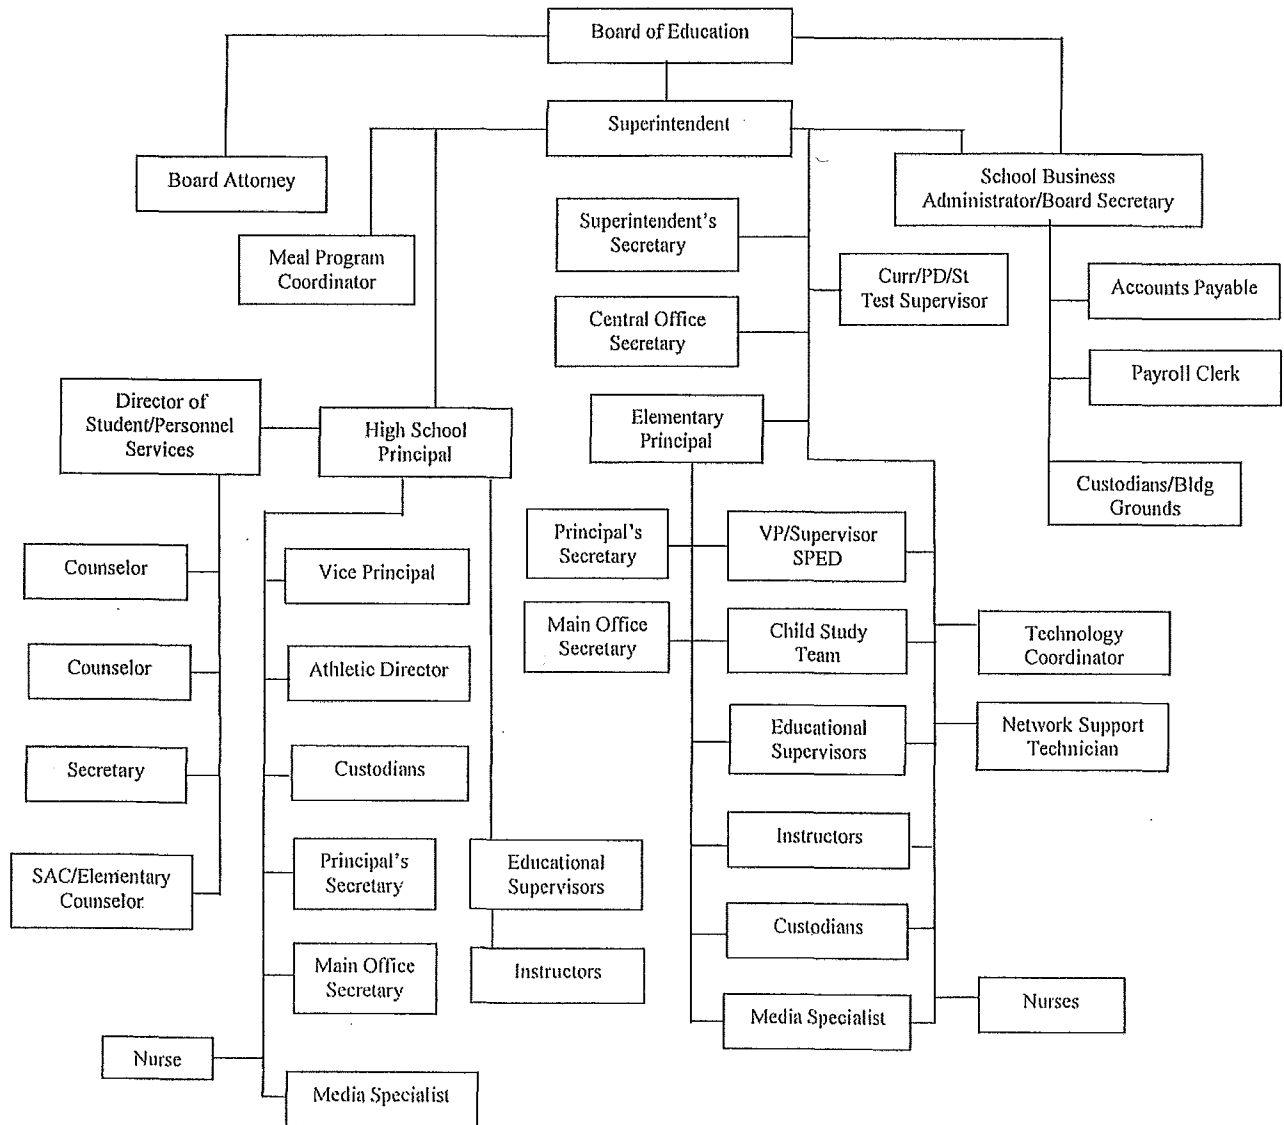 Board of Education
Superintendent
Board Attorney
School Business
Administrator/Board Secretary
Meal Program
Coordinator
Superintendent's
Secretary
Curr/PD/St
Test Supervisor
Accounts Payable
Central Office
Secretary
Payroll Clerk
Director of
Student/Personnel
Services
High School
Principal
Elementary
Principal
Custodians/Bldg
Grounds
Counselor
Vice Principal
Principal's
Secretary
VP/Supervisor
SPED
Counselor
Athletic Director
Main Office
Secretary
Child Study
Team
Technology
Coordinator
Secretary
Custodians
Educational
Supervisors
Network Support
Technician
SAC/Elementary
Counselor
Principal's
Secretary
Educational
Supervisors
Instructors
Main Office
Secretary
Instructors
Custodians
Nurse
Media Specialist
Media Specialist
Nurses